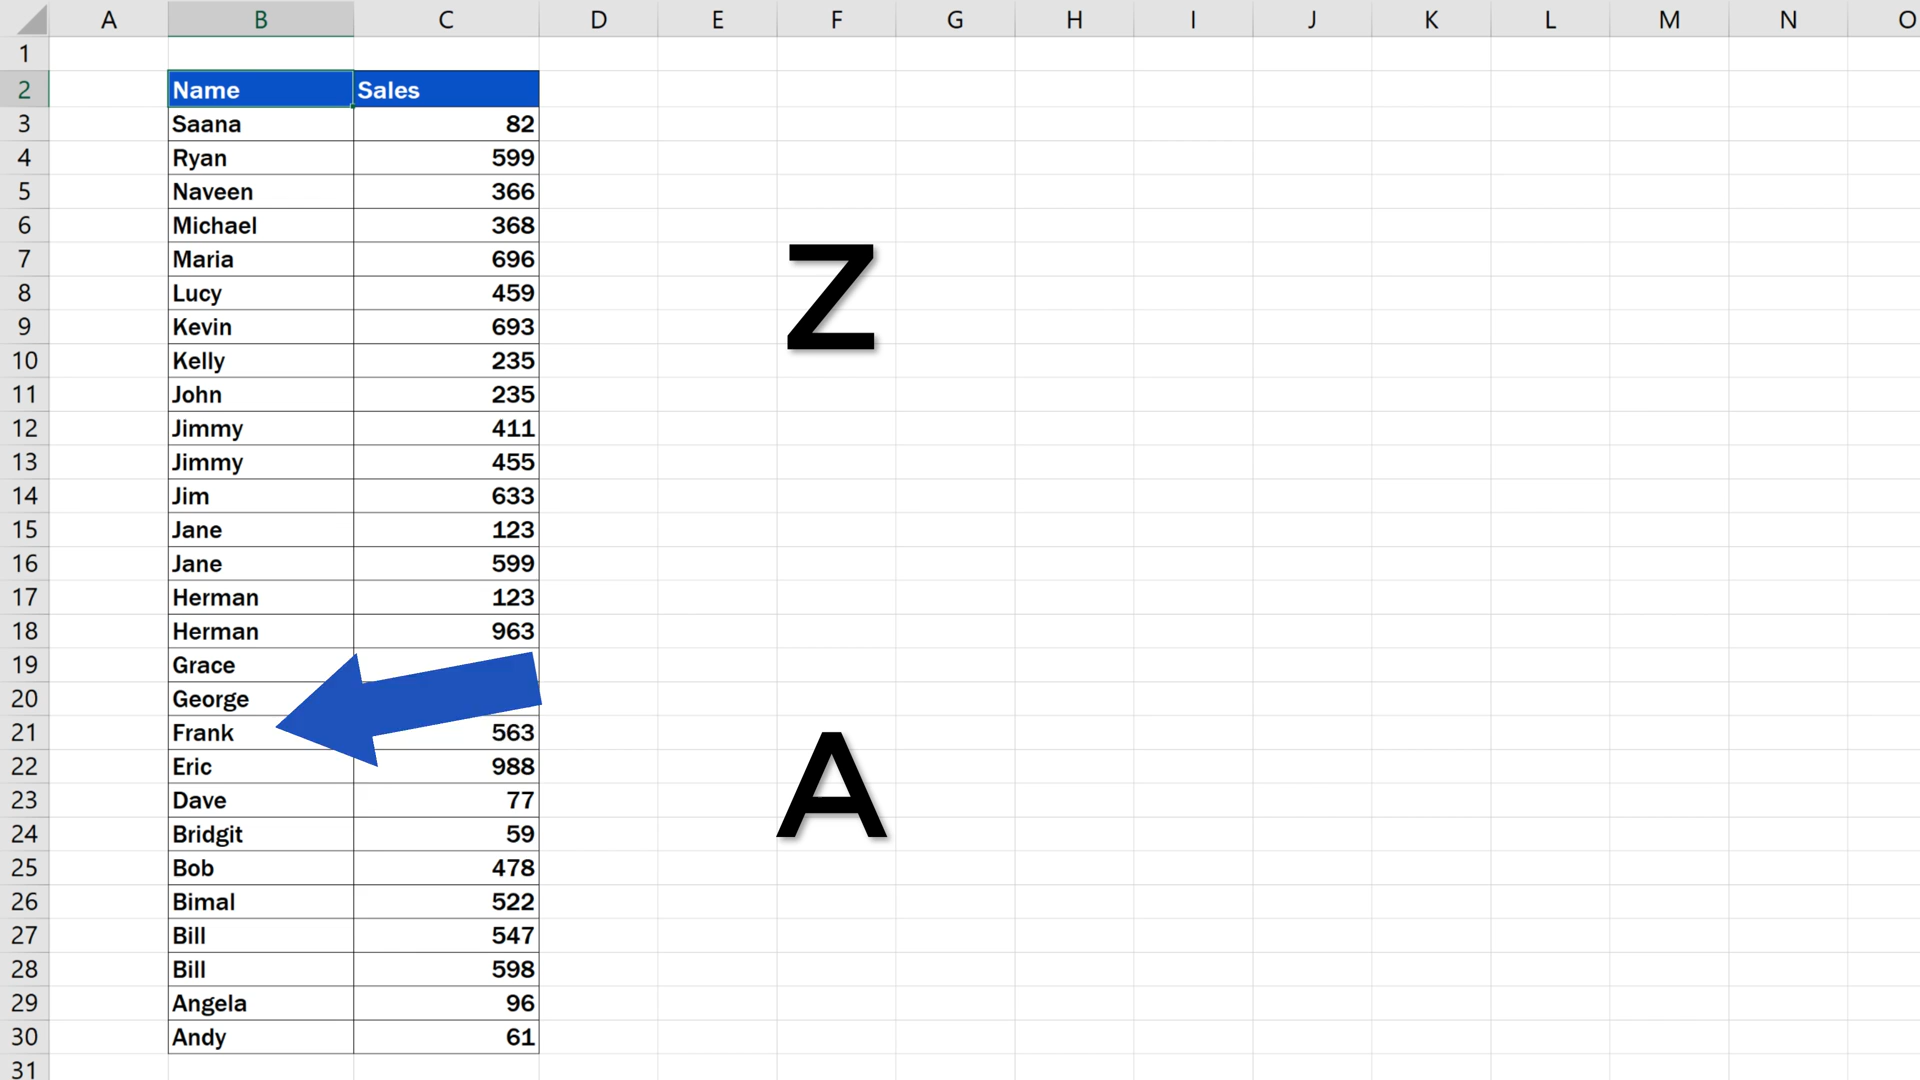 A B C D E F G H I J K L M N O
1
2 Name Sales
3 Saana 82
4 Ryan 599
5 Naveen 366
6 Michael 368
7 Maria 696
8 Lucy 459
9 Kevin 693
10 Kelly 235
11 John 235
12 Jimmy 411
13 Jimmy 455
14 Jim 633
15 Jane 123
16 Jane 599
17 Herman 123
18 Herman 963
19 Grace
20 George
21 Frank 563
22 Eric 988
23 Dave 77
24 Bridgit 59
25 Bob 478
26 Bimal 522
27 Bill 547
28 Bill 598
29 Angela 96
30 Andy 61
31
Z
A